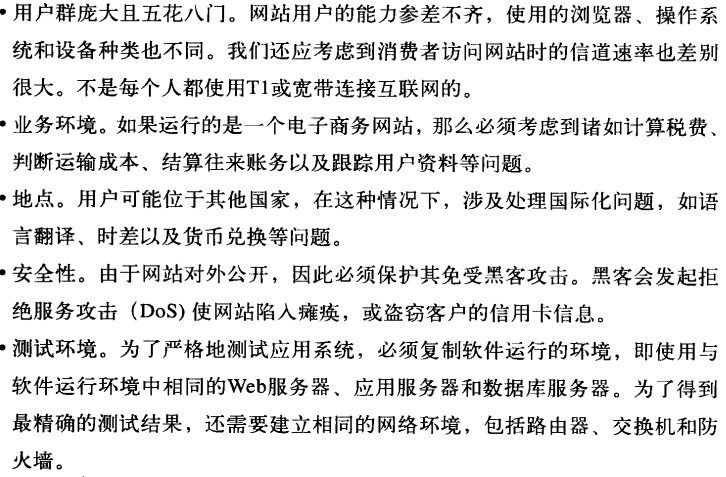 • 用户群庞大且五花八门。网站用户的能力参差不齐，使用的浏览器、操作系
统和设备种类也不同。我们还应考虑到消费者访问网站时的信道速率也差别
很大。不是每个人都使用T1或宽带连接互联网的。
• 业务环境。如果运行的是一个电子商务网站，那么必须考虑到诸如计算税费、
判断运输成本、结算往来账务以及跟踪用户资料等问题。
• 地点。用户可能位于其他国家，在这种情况下，涉及处理国际化问题，如语
言翻译、时差以及货币兑换等问题。
• 安全性。由于网站对外公开，因此必须保护其免受黑客攻击。黑客会发起拒
绝服务攻击（DoS) 使网站陷入瘫痪，或盗窃客户的信用卡信息。
• 测试环境。为了严格地测试应用系统，必须复制软件运行的环境，即使用与
软件运行环境中相同的Web服务器、应用服务器和数据库服务器。为了得到
最精确的测试结果，还需要建立相同的网络环境，包括路由器、交换机和防
火墙。